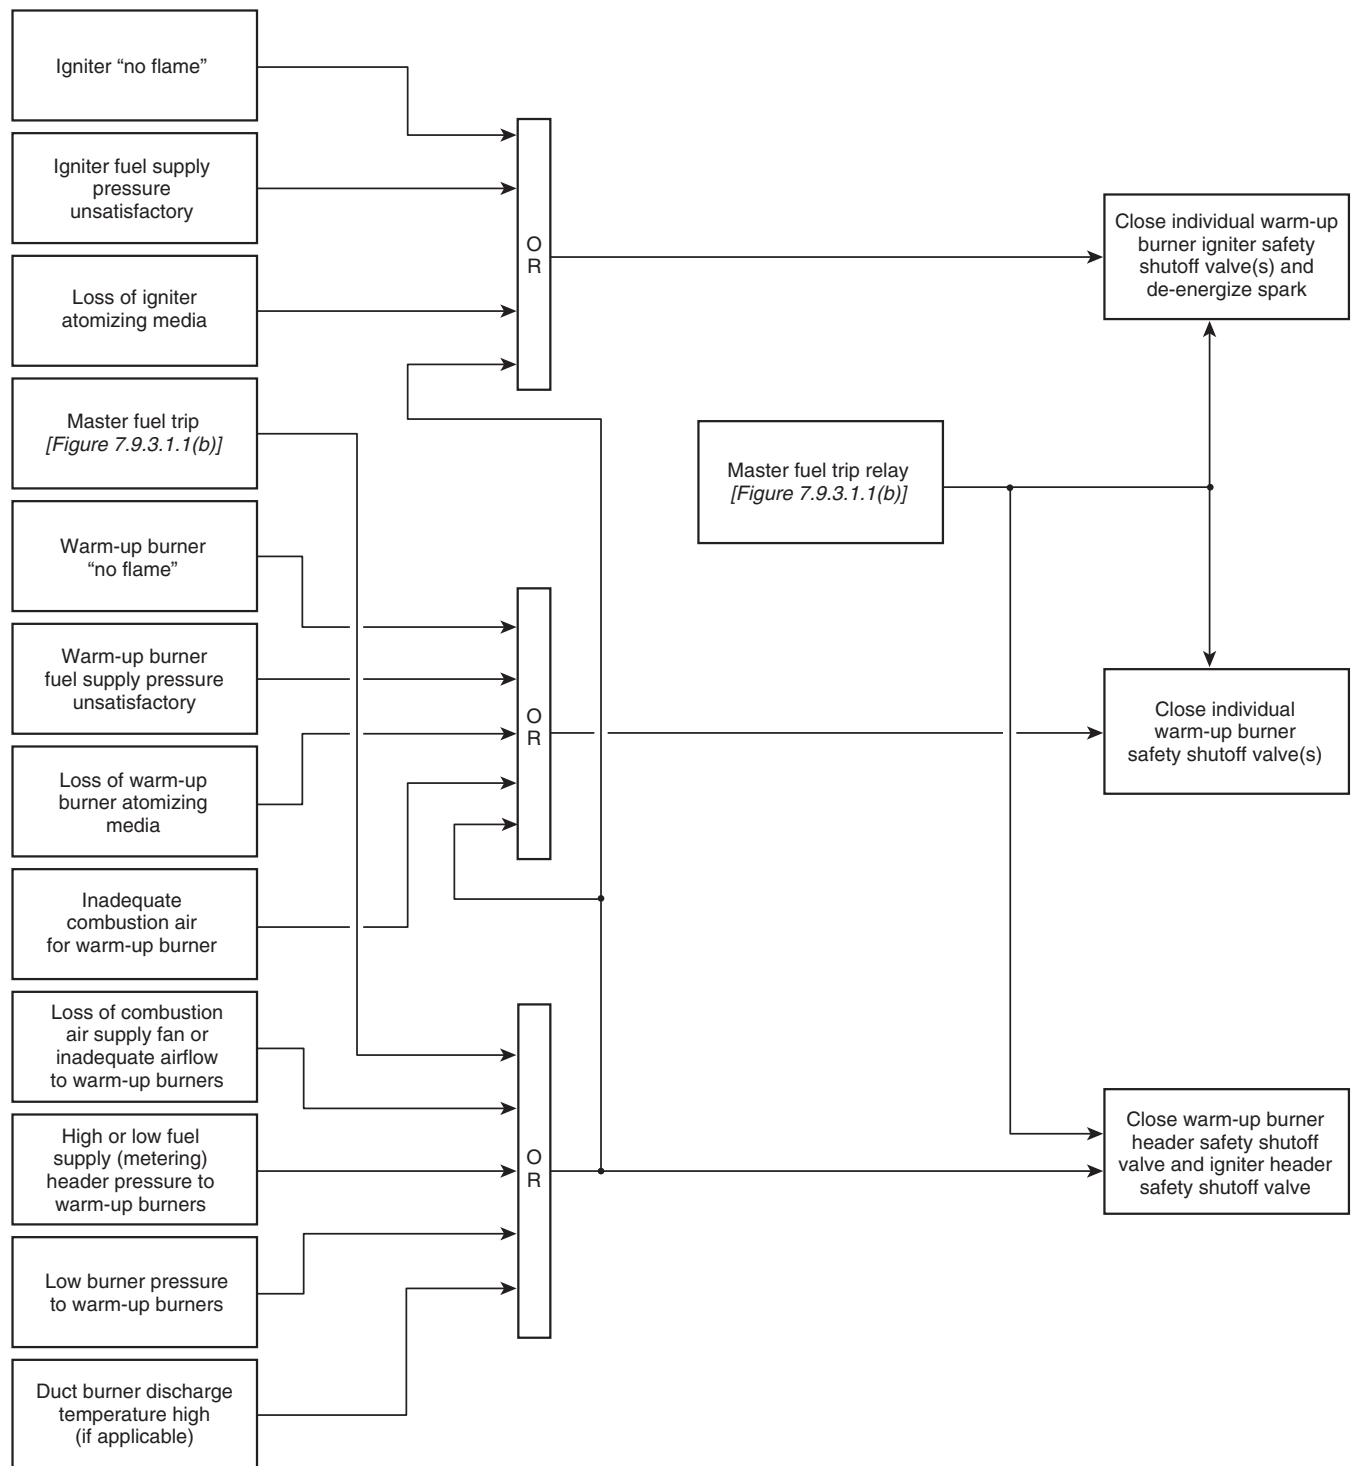 Igniter “no flame”
Igniter fuel supply
pressure
unsatisfactory
Loss of igniter
atomizing media
Master fuel trip
[Figure 7.9.3.1.1(b)]
Warm-up burner
“no flame”
Warm-up burner
fuel supply pressure
unsatisfactory
Loss of warm-up
burner atomizing
media
Inadequate
combustion air
for warm-up burner
Loss of combustion
air supply fan or
inadequate airflow
to warm-up burners
High or low fuel
supply (metering)
header pressure to
warm-up burners
Low burner pressure
to warm-up burners
Duct burner discharge
temperature high
(if applicable)
O
R
O
R
O
R
Master fuel trip relay
[Figure 7.9.3.1.1(b)]
Close individual warm-up
burner igniter safety
shutoff valve(s) and
de-energize spark
Close individual
warm-up burner
safety shutoff valve(s)
Close warm-up burner
header safety shutoff
valve and igniter header
safety shutoff valve